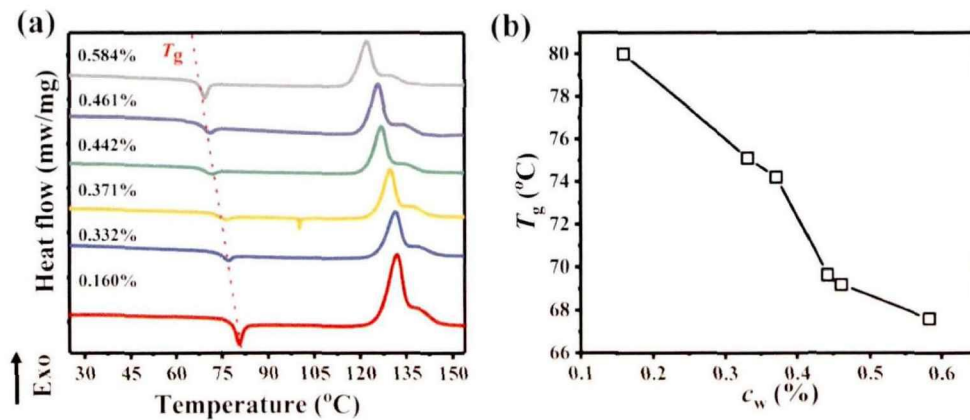 (a)
Tg
0.584%
0.461%
0.442%
0.371%
0.332%
0.160%
Heat flow (mw/mg)
Exo
30 45 60 75 90 105 120 135 150
Temperature (°C)
(b)
80
78
76
74
72
70
68
66
Tg (°C)
0.1 0.2 0.3 0.4 0.5 0.6
cw(%)